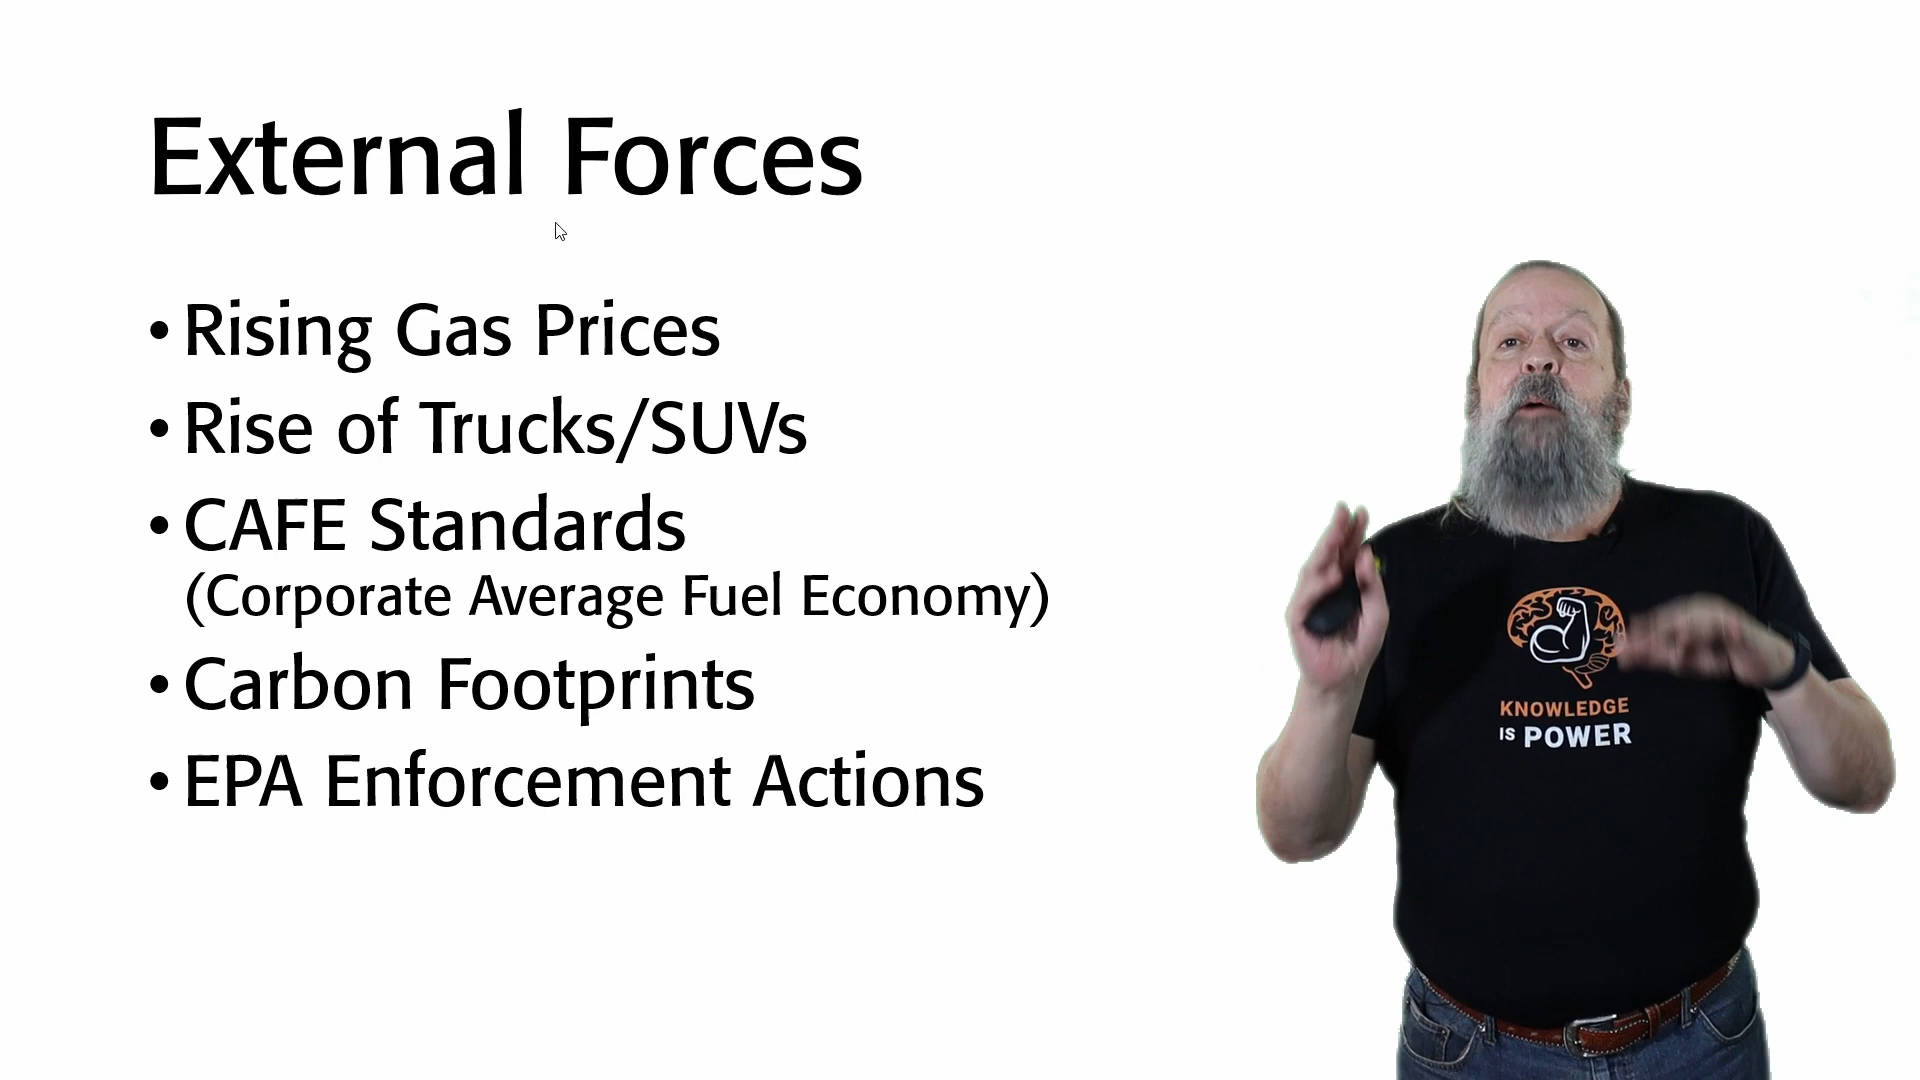 External Forces
• Rising Gas Prices
• Rise of Trucks/SUVs
• CAFE Standards
(Corporate Average Fuel Economy)
• Carbon Footprints
• EPA Enforcement Actions
KNOWLEDGE
IS POWER